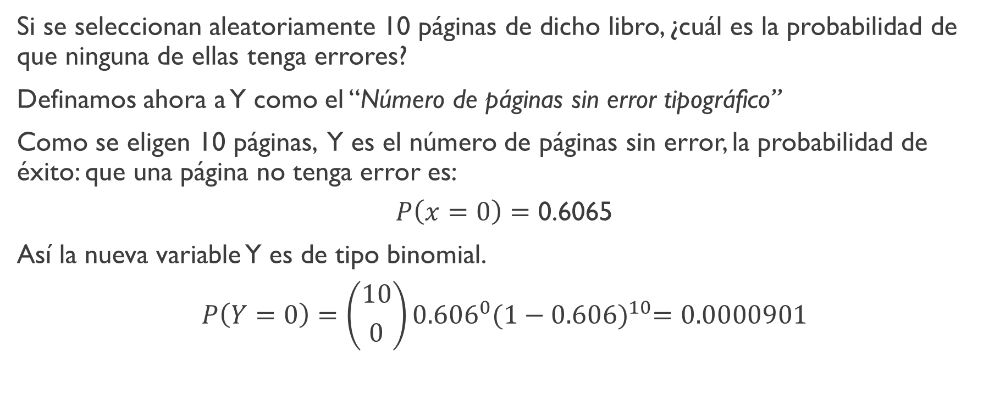 Si se seleccionan aleatoriamente 10 páginas de dicho libro, ¿cuál es la probabilidad de
que ninguna de ellas tenga errores?
Definamos ahora a Y como el “Número de páginas sin error tipográfico”
Como se eligen 10 páginas, Y es el número de páginas sin error, la probabilidad de
éxito: que una página no tenga error es:
P(x = 0) = 0.6065
Así la nueva variable Y es de tipo binomial.
P(Y = 0) = (10 0) 0.606⁰(1 − 0.606)¹⁰= 0.0000901